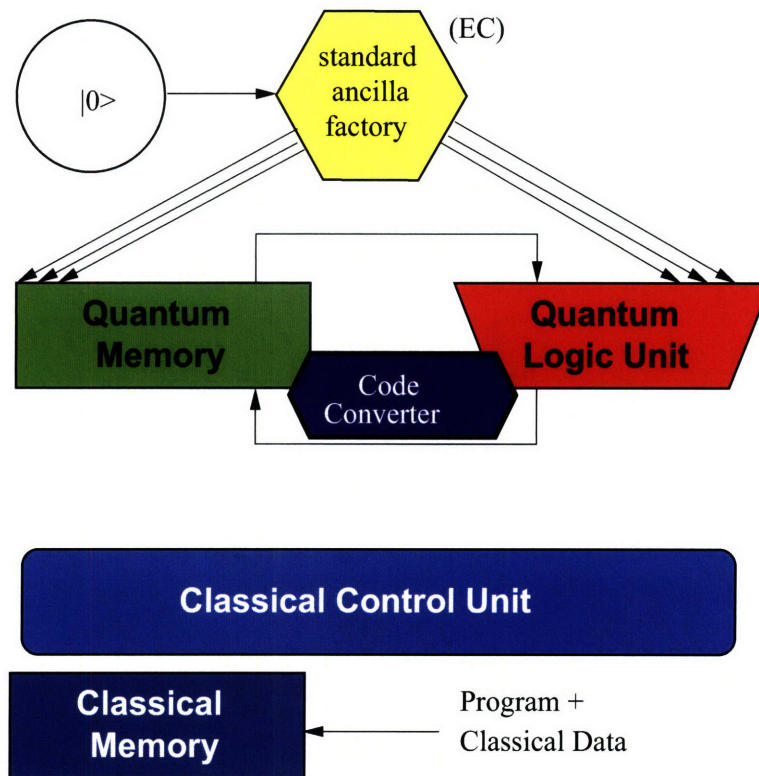 (EC)
standard
ancilla
factory
|0>
Quantum
Memory
Quantum
Logic Unit
Code
Converter
Classical Control Unit
Classical
Memory
Program +
Classical Data